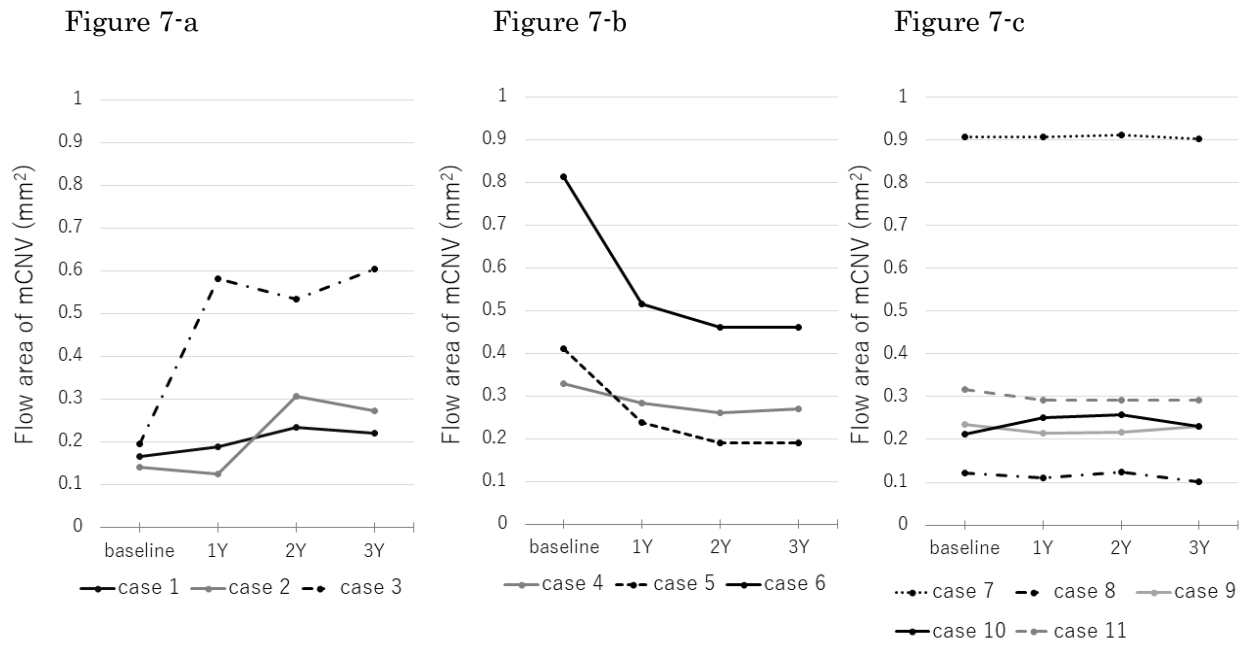 Figure 7-a
Figure 7-b
Figure 7-c
Flow area of mCNV (mm²)
1
0.9
0.8
0.7
0.6
0.5
0.4
0.3
0.2
0.1
0
baseline 1Y 2Y 3Y
case 1 case 2 case 3
Flow area of mCNV (mm²)
1
0.9
0.8
0.7
0.6
0.5
0.4
0.3
0.2
0.1
0
baseline 1Y 2Y 3Y
case 4 case 5 case 6
Flow area of mCNV (mm²)
1
0.9
0.8
0.7
0.6
0.5
0.4
0.3
0.2
0.1
0
baseline 1Y 2Y 3Y
case 7 case 8 case 9
case 10 case 11